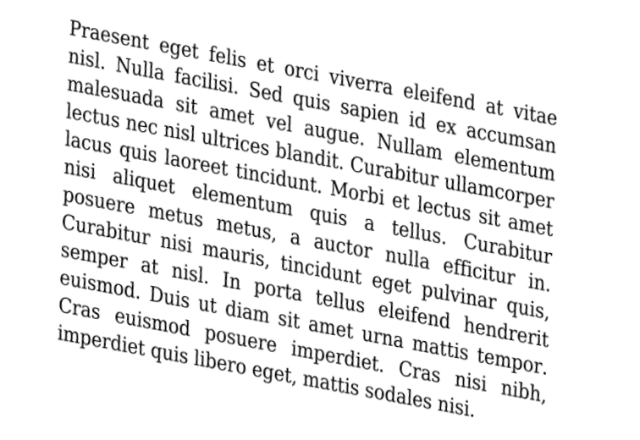 Praesent eget felis et orci viverra eleifend at vitae
nisl. Nulla facilisi. Sed quis sapien id ex accumsan
malesuada sit amet vel augue. Nullam elementum
lectus nec nisl ultrices blandit. Curabitur ullamcorper
lacus quis laoreet tincidunt. Morbi et lectus sit amet
nisi aliquet elementum quis a tellus. Curabitur
posuere metus metus, a auctor nulla efficitur in.
Curabitur nisi mauris, tincidunt eget pulvinar quis,
semper at nisl. In porta tellus eleifend hendrerit
euismod. Duis ut diam sit amet urna mattis tempor.
Cras euismod posuere imperdiet. Cras nisi nibh,
imperdiet quis libero eget, mattis sodales nisi.